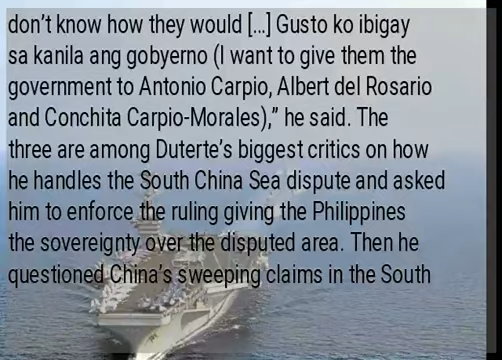 don’t know how they would [...] Gusto ko ibigay
sa kanila ang gobyerno (I want to give them the
government to Antonio Carpio, Albert del Rosario
and Conchita Carpio-Morales),” he said. The
three are among Duterte’s biggest critics on how
he handles the South China Sea dispute and asked
him to enforce the ruling giving the Philippines
the sovereignty over the disputed area. Then he
questioned China’s sweeping claims in the South